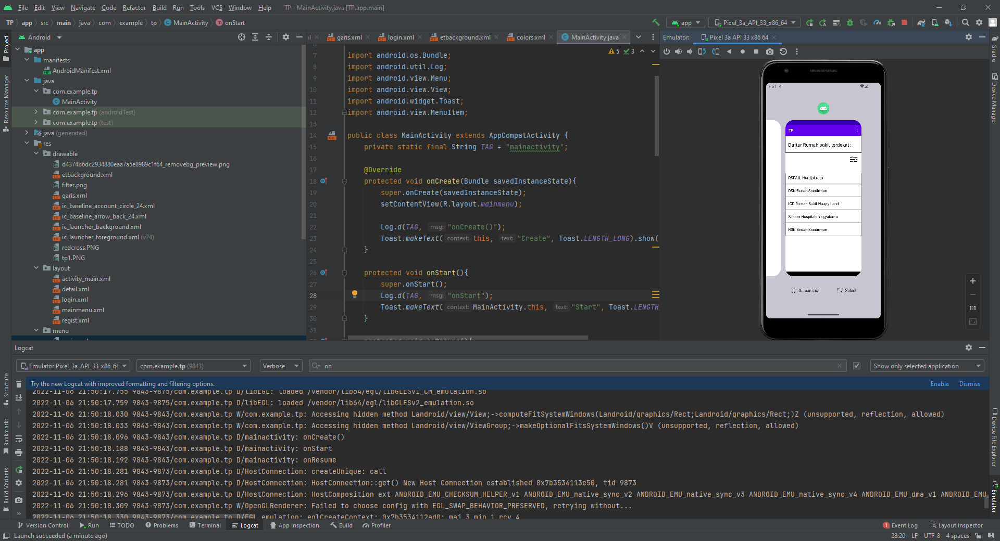 File Edit View Navigate Code Refactor Build Run Tools VCS Window Help TP - MainActivity.java [TP.app.main]
TP app src main java com example tp MainActivity onStart
app Pixel_3a_API_33_x86_64
Android
garis.xml login.xml etbackground.xml colors.xml MainActivity.java
Emulator: Pixel 3a API 33 x86 64
Project
Resource Manager
Structure
Bookmarks
Build Variants
app
manifests
AndroidManifest.xml
java
com.example.tp
MainActivity
com.example.tp (androidTest)
com.example.tp (test)
java (generated)
res
drawable
d4374b6dc2934880eaa7a5e8989c1f64_removebg_preview.png
etbackground.xml
filter.png
garis.xml
ic_baseline_account_circle_24.xml
ic_baseline_arrow_back_24.xml
ic_launcher_background.xml
ic_launcher_foreground.xml (v24)
redcross.PNG
tp1.PNG
layout
activity_main.xml
detail.xml
login.xml
mainmenu.xml
regist.xml
menu
5 3
7 import android.os.Bundle;
8 import android.util.Log;
9 import android.view.Menu;
10 import android.view.View;
11 import android.widget.Toast;
12 import android.view.MenuItem;
13
14 public class MainActivity extends AppCompatActivity {
15 private static final String TAG = "mainactivity";
16
17 @Override
18 protected void onCreate(Bundle savedInstanceState){
19 super.onCreate(savedInstanceState);
20 setContentView(R.layout.mainmenu);
21
22 Log.d(TAG, msg: "onCreate()");
23 Toast.makeText( context: this, text: "Create", Toast.LENGTH_LONG).show(
24 }
25
26 protected void onStart(){
27 super.onStart();
28 Log.d(TAG, msg: "onStart");
29 Toast.makeText( context: MainActivity.this, text: "Start", Toast.LENGTH_
30 }
31
protected void onResume(){
9:51
TP
Daftar Rumah sakit terdekat :
RSPAU. Hardjolukito
RSK Bedah Soedirman
IGD Rumah Sakit Happy Land
Siloam Hospitals Yogyakarta
RSK Bedah Soedirman
Screenshot Select
1:1
Gradle
Device Manager
Device File Explorer
Emulator
Logcat
Emulator Pixel_3a_API_33_x86_64 com.example.tp (9843) Verbose on Show only selected application
Try the new Logcat with improved formatting and filtering options. Enable Dismiss
2022-11-06 21:50:17.755 9843-9875/com.example.tp D/libEGL: loaded /vendor/lib64/egl/libGLESv1_CM_emulation.so
2022-11-06 21:50:17.759 9843-9875/com.example.tp D/libEGL: loaded /vendor/lib64/egl/libGLESv2_emulation.so
2022-11-06 21:50:18.030 9843-9843/com.example.tp W/com.example.tp: Accessing hidden method Landroid/view/View;->computeFitSystemWindows(Landroid/graphics/Rect;Landroid/graphics/Rect;)Z (unsupported, reflection, allowed)
2022-11-06 21:50:18.033 9843-9843/com.example.tp W/com.example.tp: Accessing hidden method Landroid/view/ViewGroup;->makeOptionalFitsSystemWindows()V (unsupported, reflection, allowed)
2022-11-06 21:50:18.096 9843-9843/com.example.tp D/mainactivity: onCreate()
2022-11-06 21:50:18.188 9843-9843/com.example.tp D/mainactivity: onStart
2022-11-06 21:50:18.192 9843-9843/com.example.tp D/mainactivity: onResume
2022-11-06 21:50:18.281 9843-9873/com.example.tp D/HostConnection: createUnique: call
2022-11-06 21:50:18.281 9843-9873/com.example.tp D/HostConnection: HostConnection::get() New Host Connection established 0x7b3534113e50, tid 9873
2022-11-06 21:50:18.296 9843-9873/com.example.tp D/HostConnection: HostComposition ext ANDROID_EMU_CHECKSUM_HELPER_v1 ANDROID_EMU_native_sync_v2 ANDROID_EMU_native_sync_v3 ANDROID_EMU_native_sync_v4 ANDROID_EMU_dma_v1 ANDROID_EMU_
2022-11-06 21:50:18.309 9843-9873/com.example.tp W/OpenGLRenderer: Failed to choose config with EGL_SWAP_BEHAVIOR_PRESERVED, retrying without...
2022-11-06 21:50:18.330 9843-9873/com.example.tp D/EGL_emulation: eglCreateContext: 0x7b3534112ad0: maj 3 min 1 rcv 4
Version Control Run TODO Problems Terminal Logcat App Inspection Build Profiler 1 Event Log Layout Inspector
Launch succeeded (a minute ago) 28:20 LF UTF-8 4 spaces